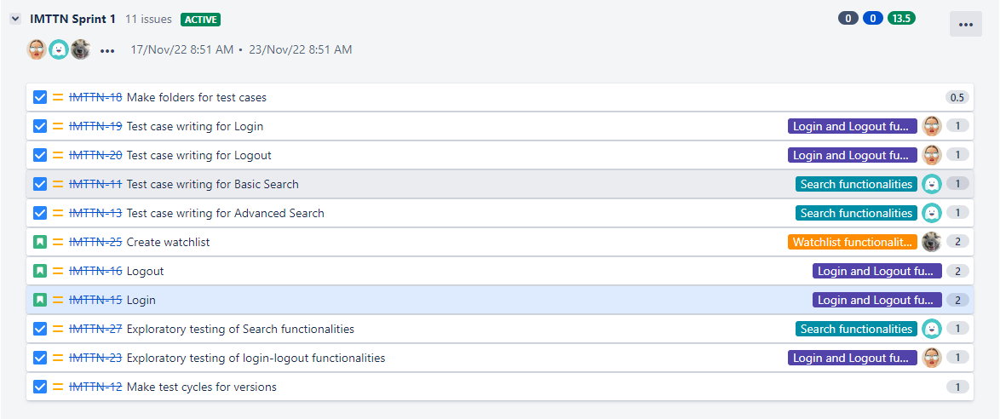 IMTTN Sprint 1 11 issues ACTIVE 0 0 13.5
17/Nov/22 8:51 AM • 23/Nov/22 8:51 AM
IMTTN-18 Make folders for test cases 0.5
IMTTN-19 Test case writing for Login Login and Logout fu... 1
IMTTN-20 Test case writing for Logout Login and Logout fu... 1
IMTTN-11 Test case writing for Basic Search Search functionalities 1
IMTTN-13 Test case writing for Advanced Search Search functionalities 1
IMTTN-25 Create watchlist Watchlist functionalit... 2
IMTTN-16 Logout Login and Logout fu... 2
IMTTN-15 Login Login and Logout fu... 2
IMTTN-27 Exploratory testing of Search functionalities Search functionalities 1
IMTTN-23 Exploratory testing of login-logout functionalities Login and Logout fu... 1
IMTTN-12 Make test cycles for versions 1